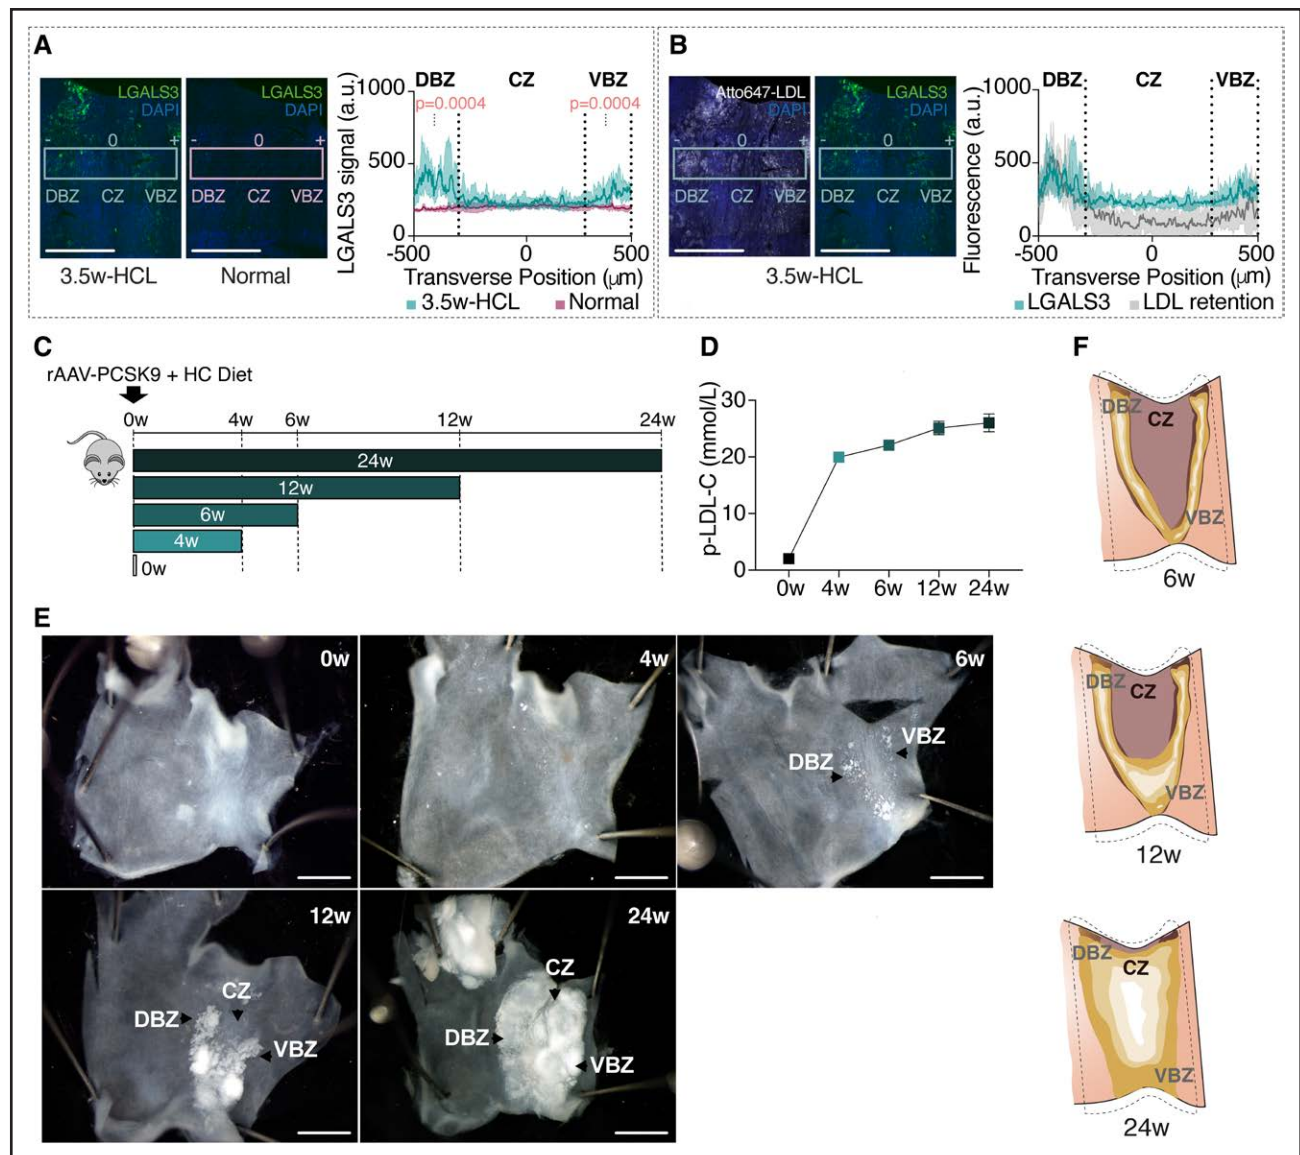 A
LGALS3
DAPI
- 0 +
DBZ CZ VBZ
3.5w-HCL
LGALS3
DAPI
- 0 +
DBZ CZ VBZ
Normal
LGALS3 signal (a.u.)
1000
500
0
DBZ CZ VBZ
p=0.0004 p=0.0004
-500 0 500
Transverse Position (μm)
3.5w-HCL Normal
B
Atto647-LDL
DAPI
- 0 +
DBZ CZ VBZ
LGALS3
DAPI
- 0 +
DBZ CZ VBZ
3.5w-HCL
Fluorescence (a.u.)
1000
500
0
DBZ CZ VBZ
-500 0 500
Transverse Position (μm)
LGALS3 LDL retention
C
rAAV-PCSK9 + HC Diet
0w 4w 6w 12w 24w
24w
12w
6w
4w
0w
D
p-LDL-C (mmol/L)
30
20
10
0
0w 4w 6w 12w 24w
E
0w
4w
6w
DBZ
VBZ
12w
DBZ
CZ
VBZ
24w
CZ
DBZ
VBZ
F
DBZ
CZ
VBZ
6w
DBZ
CZ
VBZ
12w
DBZ
CZ
VBZ
24w